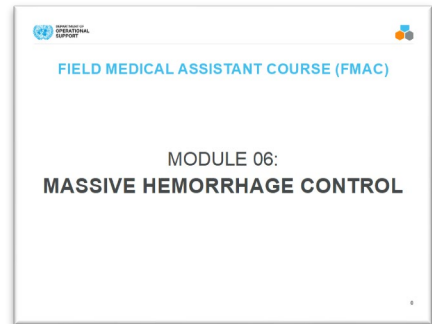 DEPARTMENT OF
OPERATIONAL
SUPPORT
FIELD MEDICAL ASSISTANT COURSE (FMAC)
MODULE 06:
MASSIVE HEMORRHAGE CONTROL
6